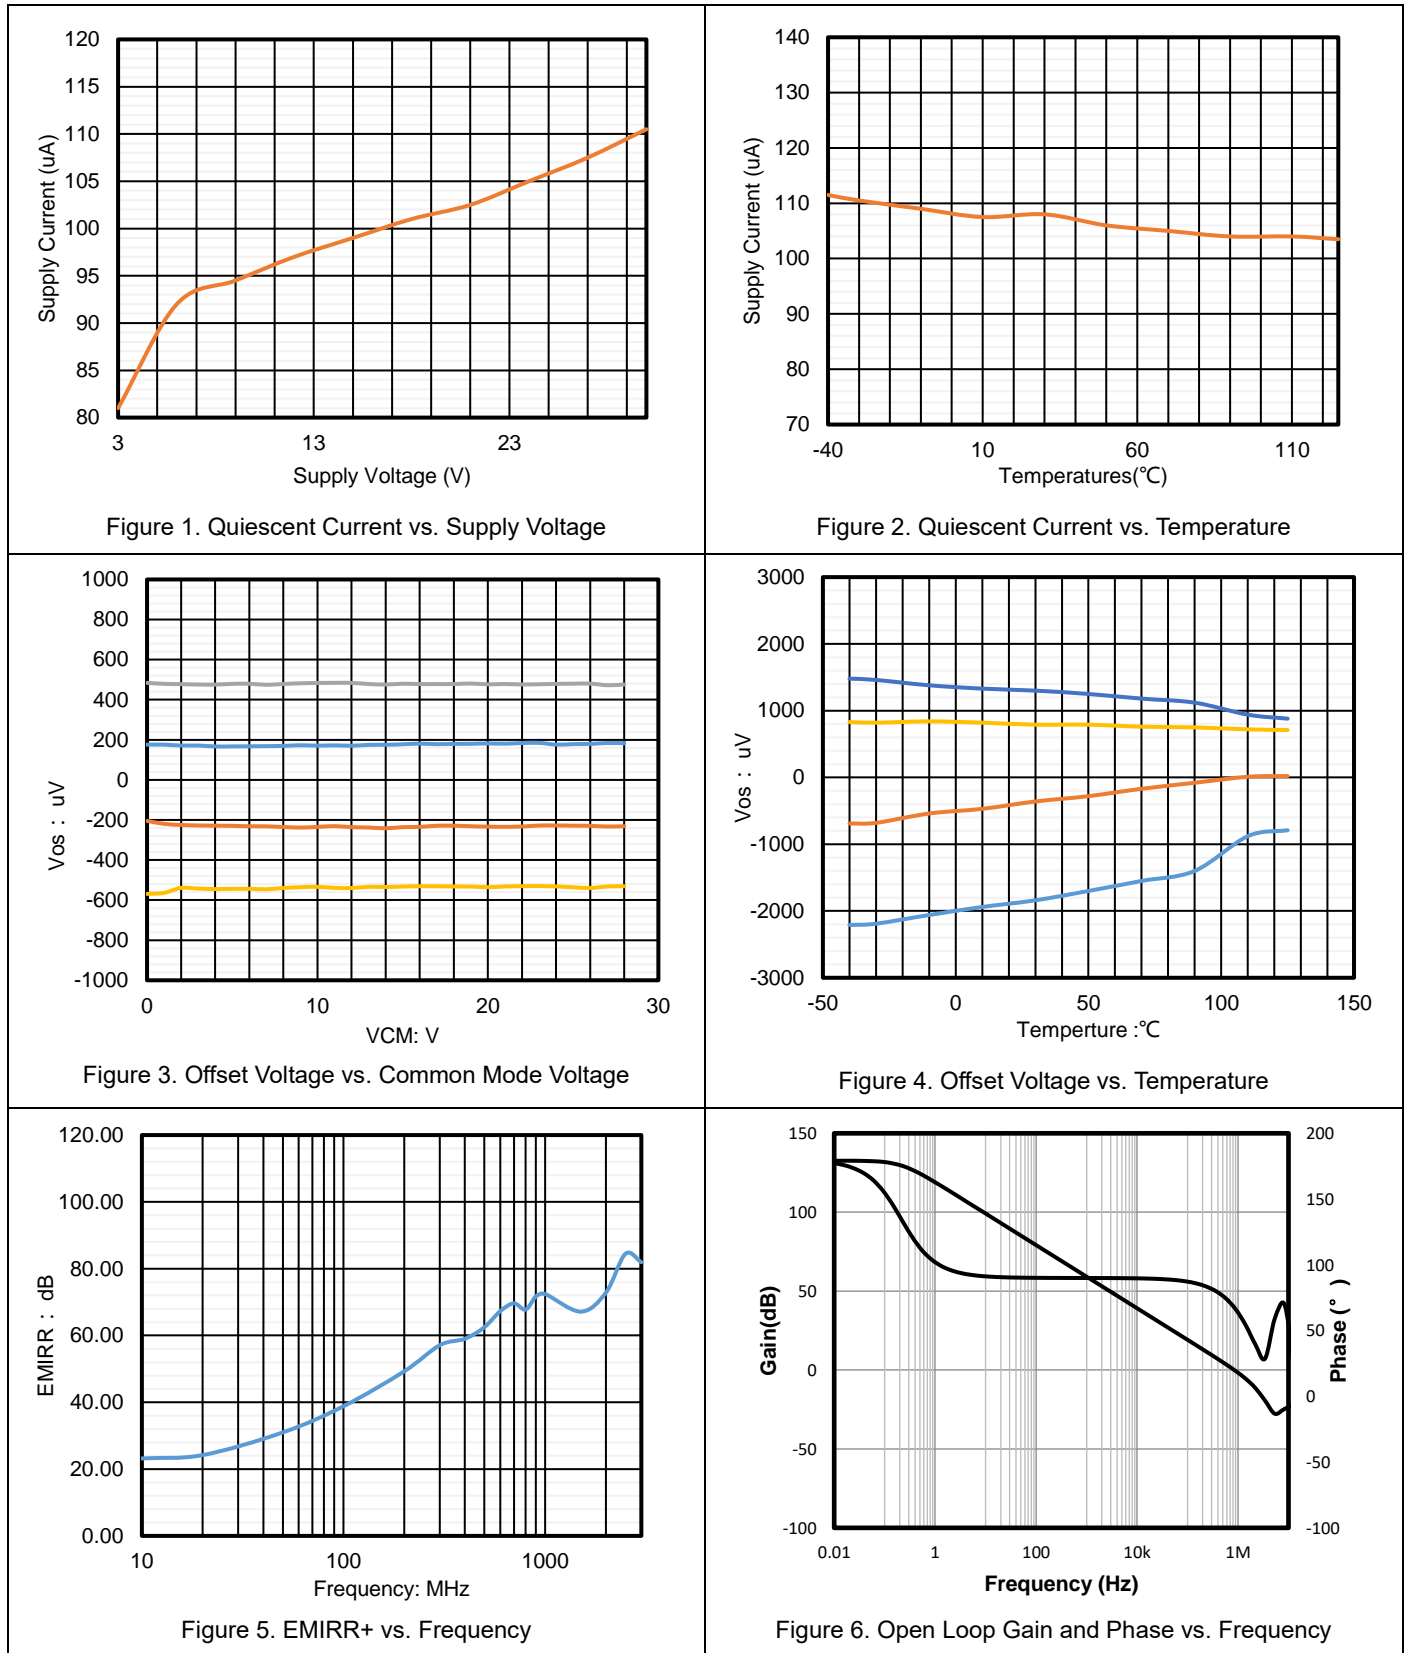 120
115
110
105
100
95
90
85
80
Supply Current (uA)
3 13 23
Supply Voltage (V)
Figure 1. Quiescent Current vs. Supply Voltage
140
130
120
110
100
90
80
70
Supply Current (uA)
-40 10 60 110
Temperatures(℃)
Figure 2. Quiescent Current vs. Temperature
1000
800
600
400
200
0
-200
-400
-600
-800
-1000
Vos : uV
0 10 20 30
VCM: V
Figure 3. Offset Voltage vs. Common Mode Voltage
3000
2000
1000
0
-1000
-2000
-3000
Vos : uV
-50 0 50 100 150
Temperture :℃
Figure 4. Offset Voltage vs. Temperature
120.00
100.00
80.00
60.00
40.00
20.00
0.00
EMIRR : dB
10 100 1000
Frequency: MHz
Figure 5. EMIRR+ vs. Frequency
150
100
50
0
-50
-100
Gain(dB)
200
150
100
50
0
-50
-100
Phase (° )
0.01 1 100 10k 1M
Frequency (Hz)
Figure 6. Open Loop Gain and Phase vs. Frequency